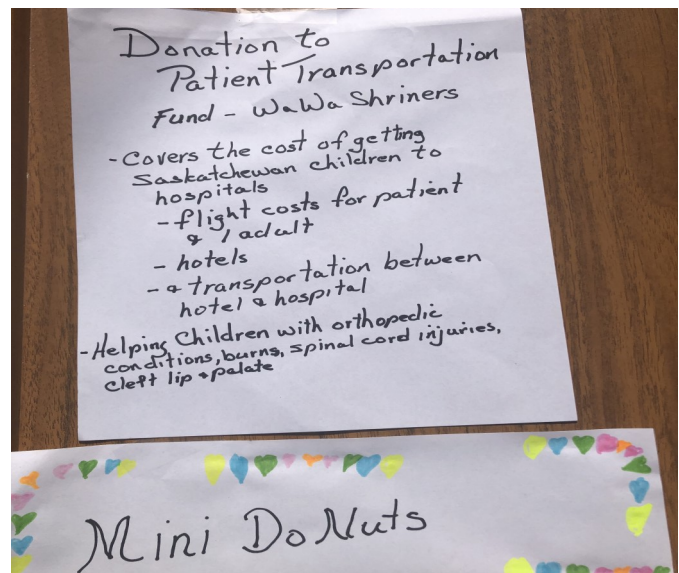 Donation to
Patient Transportation
Fund - WaWa Shriners
- Covers the cost of getting
Saskatchewan children to
hospitals
- flight costs for patient
& 1 adult
- hotels
- & transportation between
hotel & hospital
- Helping Children with orthopedic
conditions, burns, spinal cord injuries,
cleft lip & palate
Mini DoNuts